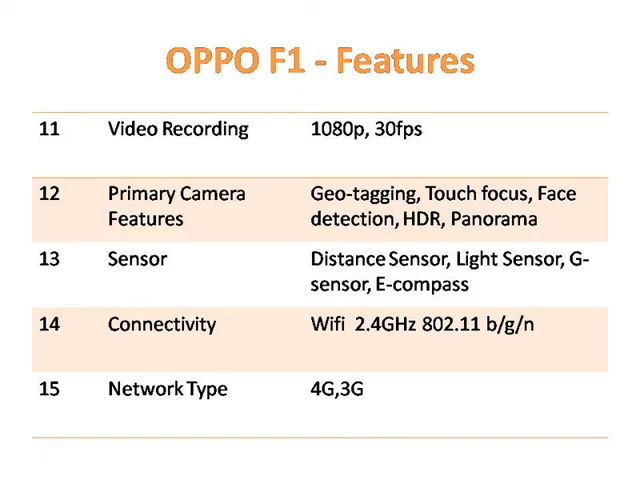 OPPO F1 - Features
11 Video Recording 1080p, 30fps
12 Primary Camera Geo-tagging, Touch focus, Face
Features detection, HDR, Panorama
13 Sensor Distance Sensor, Light Sensor, G-
sensor, E-compass
14 Connectivity Wifi 2.4GHz 802.11 b/g/n
15 Network Type 4G,3G